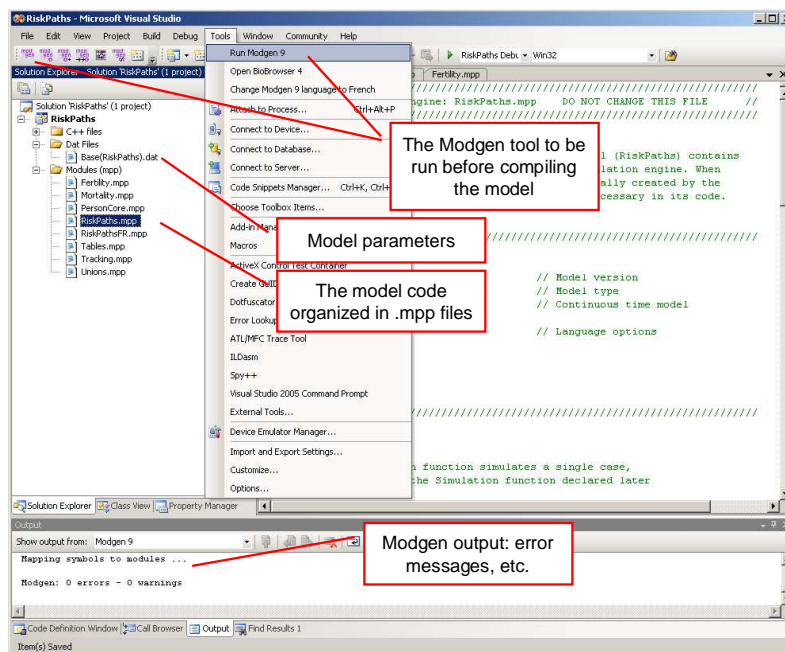 RiskPaths - Microsoft Visual Studio
File Edit View Project Build Debug Tools Window Community Help
RiskPaths Debu Win32
Solution Explorer - Solution 'RiskPaths' (1 project)
Fertility.mpp
Solution 'RiskPaths' (1 project)
RiskPaths
C++ files
Dat Files
Base(RiskPaths).dat
Modules (mpp)
Fertility.mpp
Mortality.mpp
PersonCore.mpp
RiskPaths.mpp
RiskPathsFR.mpp
Tables.mpp
Tracking.mpp
Unions.mpp
Run Modgen 9
Open BioBrowser 4
Change Modgen 9 language to French
Attach to Process... Ctrl+Alt+P
Connect to Device...
Connect to Database...
Connect to Server...
Code Snippets Manager... Ctrl+K, Ctrl+
Choose Toolbox Items...
Add-in Mana
Macros
ActiveX Control Test Container
Create GUID
Dotfuscator
Error Lookup
ATL/MFC Trace Tool
ILDasm
Spy++
Visual Studio 2005 Command Prompt
External Tools...
Device Emulator Manager...
Import and Export Settings...
Customize...
Options...
////////////////////////////////////////////////////////////
ngine: RiskPaths.mpp DO NOT CHANGE THIS FILE //
////////////////////////////////////////////////////////////
l (RiskPaths) contains
lation engine. When
ally created by the
cessary in its code.
////////////////////////////////////////////////////////////
// Model version
// Model type
// Continuous time model
// Language options
////////////////////////////////////////////////////////////
n function simulates a single case,
the Simulation function declared later
The Modgen tool to be
run before compiling
the model
Model parameters
The model code
organized in .mpp files
Solution Explorer Class View Property Manager
Output
Show output from: Modgen 9
Mapping symbols to modules ...
Modgen: 0 errors - 0 warnings
Modgen output: error
messages, etc.
Code Definition Window Call Browser Output Find Results 1
Item(s) Saved